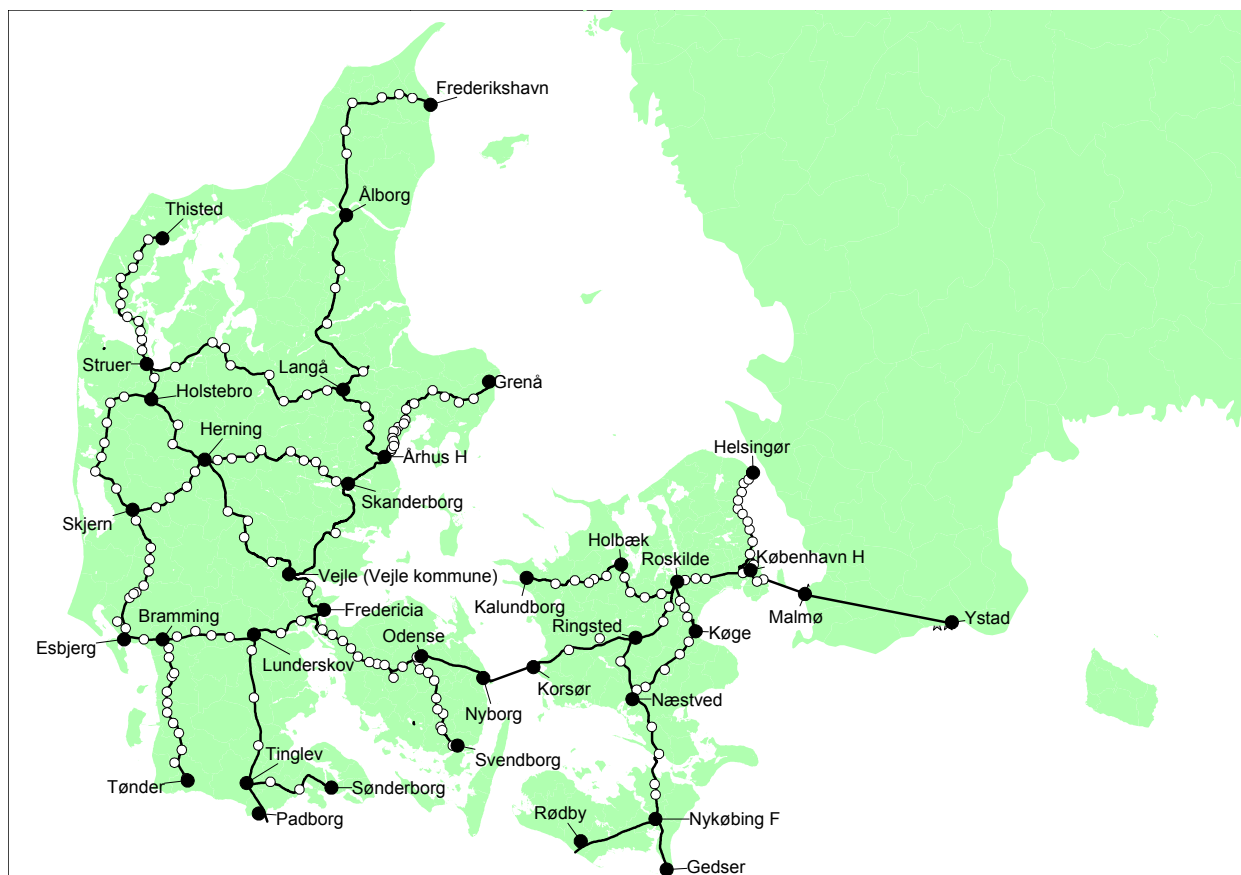 Frederikshavn
Ålborg
Thisted
Struer
Langå
Grenå
Holstebro
Herning
Århus H
Helsingør
Skanderborg
Skjern
Holbæk
Roskilde
København H
Vejle (Vejle kommune)
Kalundborg
Malmø
Fredericia
Ystad
Bramming
Ringsted
Køge
Odense
Esbjerg
Lunderskov
Korsør
Næstved
Nyborg
Tinglev
Svendborg
Tønder
Sønderborg
Rødby
Padborg
Nykøbing F
Gedser